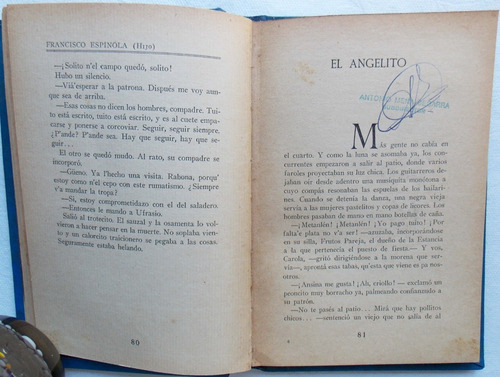 FRANCISCO ESPINOLA (HIJO)
—¡Solito n'el campo quedó, solito!
Hubo un silencio.
—Viá'esperar a la patrona. Dispués me voy aun-
que sea de arriba.
—Esas cosas no dicen los hombres, compadre. Tuito
está escrito, tuito está escrito, y es al cuete empa-
carse y ponerse a corcoviar. Seguir, seguir siempre.
¿P'ande? P'ande sea. Hay que seguir, hay que se-
guir...
El otro se quedó mudo. Al rato, su compadre se
incorporó.
—Güeno. Ya l'hecho una visita. Rabona, porqu'
estoy como n'el cepo con este rumatismo. ¿Siempre
v'a mandar la tropa?
—Sí, estoy comprometidazo con el del saladero.
—Entonces le mando a U'frasio.
Salió al trotecito. El sauzal y la osamenta lo volvie-
ron a hacer pensar en la muerte. No soplaba viento
y un calorcito traicionero se pegaba a las cosas.
Seguramente estaba helando.
80
EL ANGELITO
MÁS gente no cabía en
el cuarto. Y como la luna se asomaba ya, los con-
currentes empezaron a salir al patio, donde varios
faroles proyectaban su luz chica. Los guitarreros de-
jaban oir desde adentro una musiquita monótona a
cuyo compás resonaban las espuelas de los bailari-
nes. Cuando se detenía la danza, una negra vieja
servía a las mujeres pastelitos y copas de licores. Los
hombres pasaban de mano en mano botellas de caña.
—¡Metanlén! ¡Metanlén! ¡Yo pago tuito! ¡Por
falta'e plata no v'a ser! —azuzaba, incorporándose
en su silla, Frutos Pareja, el dueño de la Estancia a
la que pertenecía el puesto de fiesta.— Y vos,
Carola, —gritó dirigiéndose a la morena que ser-
vía—, aprontá esas tabas, qu'esta que viene es pa no-
sotros.
—¡Ansina me gusta! ¡Ah, criollo! — exclamó un
peoncito muy borracho ya, palmeando confianzudo a
su patrón.
—No te pasés al patio... Mirá que hay pollitos
chicos... —sentenció un viejo que no salía de al
81